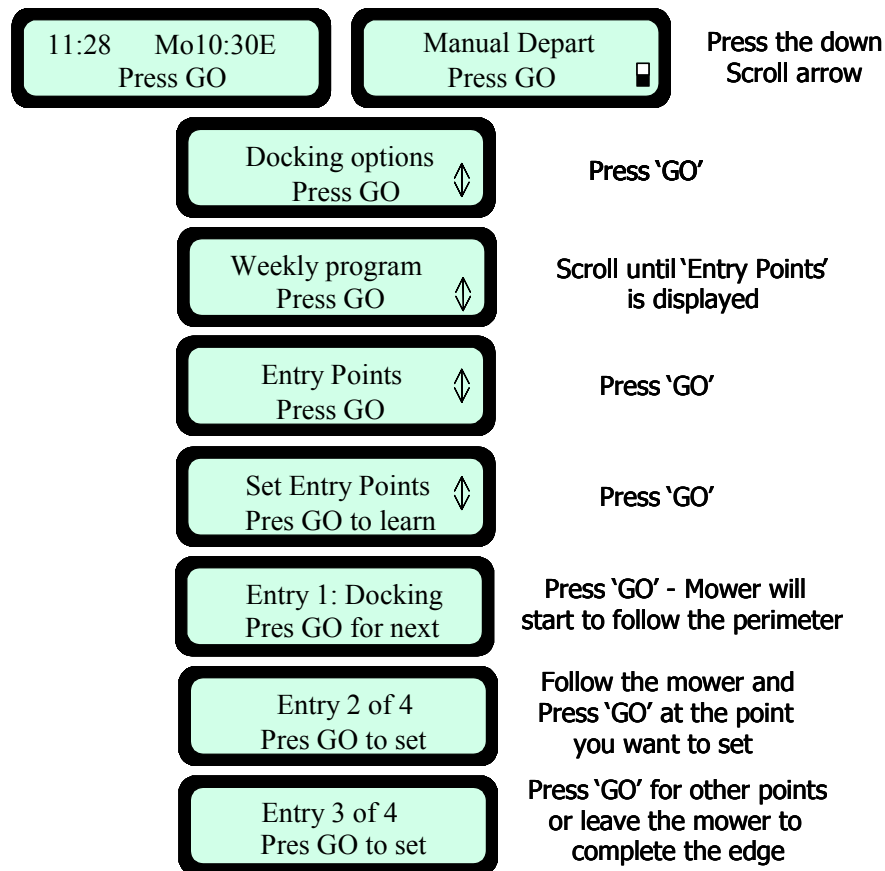 11:28 Mo10:30E
Press GO
Manual Depart
Press GO
Press the down
Scroll arrow
Docking options
Press GO
Press ‘GO’
Weekly program
Press GO
Scroll until ‘Entry Points’
is displayed
Entry Points
Press GO
Press ‘GO’
Set Entry Points
Pres GO to learn
Press ‘GO’
Entry 1: Docking
Pres GO for next
Press ‘GO’ - Mower will
start to follow the perimeter
Entry 2 of 4
Pres GO to set
Follow the mower and
Press ‘GO’ at the point
you want to set
Entry 3 of 4
Pres GO to set
Press ‘GO’ for other points
or leave the mower to
complete the edge